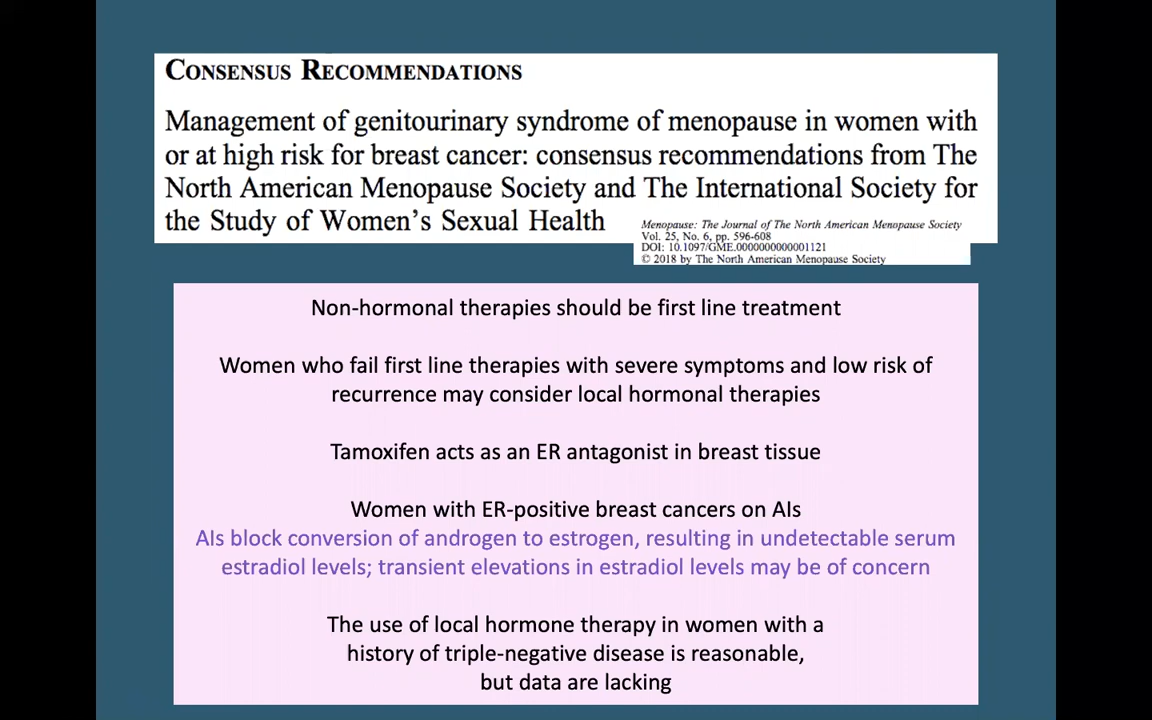 CONSENSUS RECOMMENDATIONS
Management of genitourinary syndrome of menopause in women with
or at high risk for breast cancer: consensus recommendations from The
North American Menopause Society and The International Society for
the Study of Women's Sexual Health
Menopause: The Journal of The North American Menopause Society
Vol. 25, No. 6, pp. 596-608
DOI: 10.1097/GME.0000000000001121
© 2018 by The North American Menopause Society
Non-hormonal therapies should be first line treatment
Women who fail first line therapies with severe symptoms and low risk of
recurrence may consider local hormonal therapies
Tamoxifen acts as an ER antagonist in breast tissue
Women with ER-positive breast cancers on AIs
AIs block conversion of androgen to estrogen, resulting in undetectable serum
estradiol levels; transient elevations in estradiol levels may be of concern
The use of local hormone therapy in women with a
history of triple-negative disease is reasonable,
but data are lacking